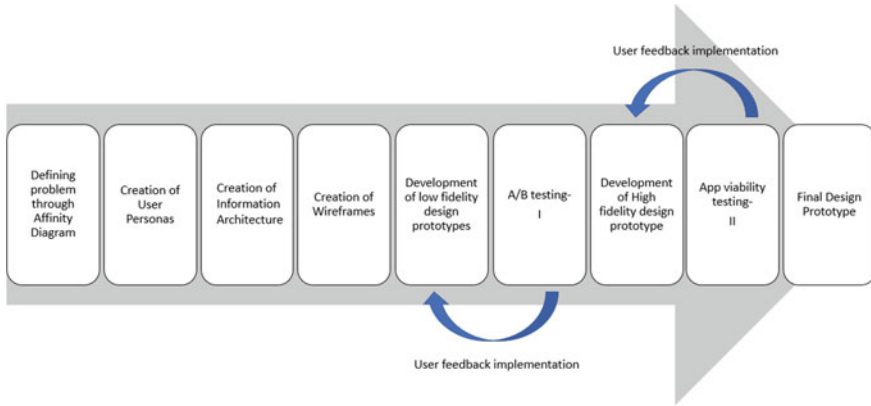 User feedback implementation
Defining
problem
through
Affinity
Diagram
Creation of
User
Personas
Creation of
Information
Architecture
Creation of
Wireframes
Development
of low fidelity
design
prototypes
A/B testing-
I
Development
of High
fidelity design
prototype
App viability
testing-
II
Final Design
Prototype
User feedback implementation